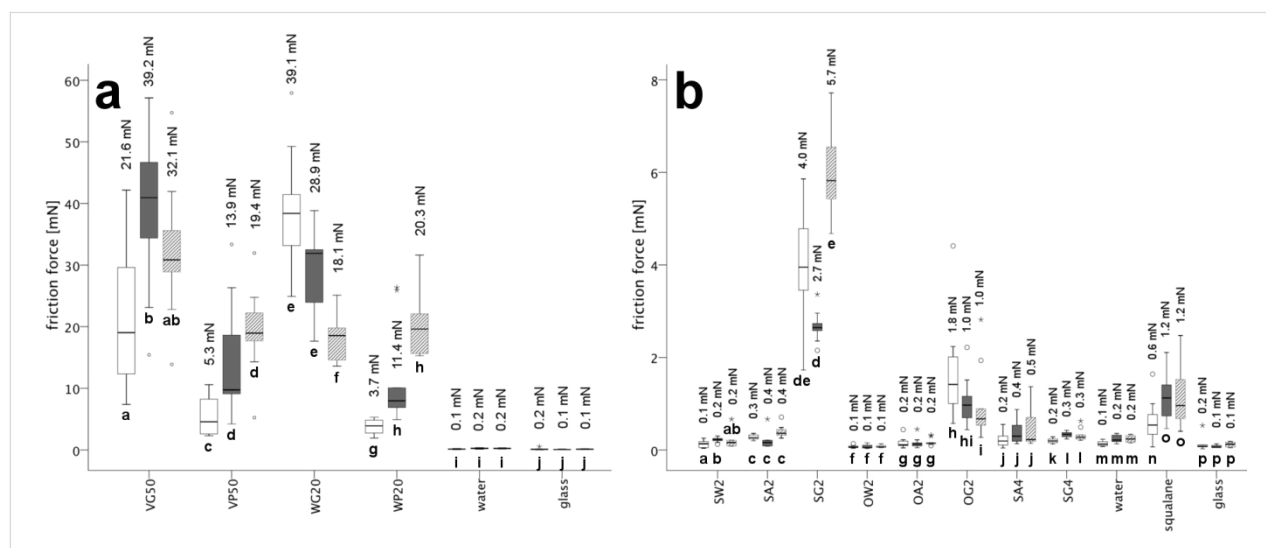 a
friction force [mN]
60
50
40
30
20
10
0
21.6 mN
39.2 mN
32.1 mN
5.3 mN
13.9 mN
19.4 mN
39.1 mN
28.9 mN
18.1 mN
3.7 mN
11.4 mN
20.3 mN
0.1 mN
0.2 mN
0.2 mN
0.2 mN
0.1 mN
0.1 mN
a
b
ab
c
d
d
e
e
f
g
h
h
i
i
i
j
j
j
VG50
VP50
WG20
WP20
water
glass
b
friction force [mN]
8
6
4
2
0
0.1 mN
0.2 mN
0.2 mN
0.3 mN
0.4 mN
0.4 mN
4.0 mN
2.7 mN
5.7 mN
0.1 mN
0.1 mN
0.1 mN
0.2 mN
0.2 mN
0.2 mN
1.8 mN
1.0 mN
1.0 mN
0.2 mN
0.4 mN
0.5 mN
0.2 mN
0.3 mN
0.3 mN
0.1 mN
0.2 mN
0.2 mN
0.6 mN
1.2 mN
1.2 mN
0.2 mN
0.1 mN
0.1 mN
a
b
ab
c
c
c
de
d
e
f
f
f
g
g
g
h
hi
i
j
j
j
k
l
l
m
m
m
n
o
o
p
p
p
SW2
SA2
SG2
OW2
OA2
OG2
SA4
SG4
water
squalane
glass